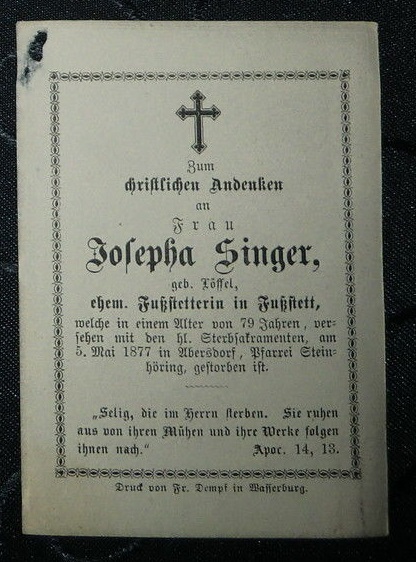 Zum
christlichen Andenken
an
Frau
Josepha Singer,
geb. Löffel,
ehem. Fußstetterin in Fußstett,
welche in einem Alter von 79 Jahren, ver-
sehen mit den hl. Sterbsakramenten, am
5. Mai 1877 in Abersdorf, Pfarrei Stein-
höring, gestorben ist.
„Selig, die im Herrn sterben. Sie ruhen
aus von ihren Mühen und ihre Werke folgen
ihnen nach.“ Apoc. 14, 13.
Druck von Fr. Dempf in Wasserburg.